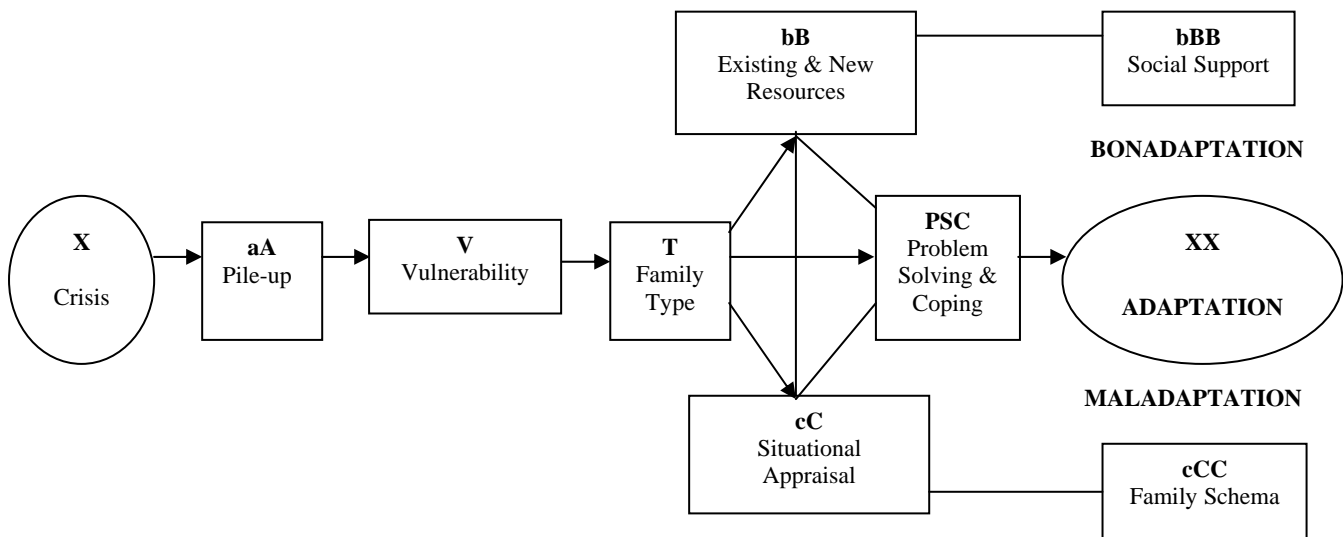 bB
Existing & New
Resources
bBB
Social Support
BONADAPTATION
X
Crisis
aA
Pile-up
V
Vulnerability
T
Family
Type
PSC
Problem
Solving &
Coping
XX
ADAPTATION
MALADAPTATION
cC
Situational
Appraisal
cCC
Family Schema